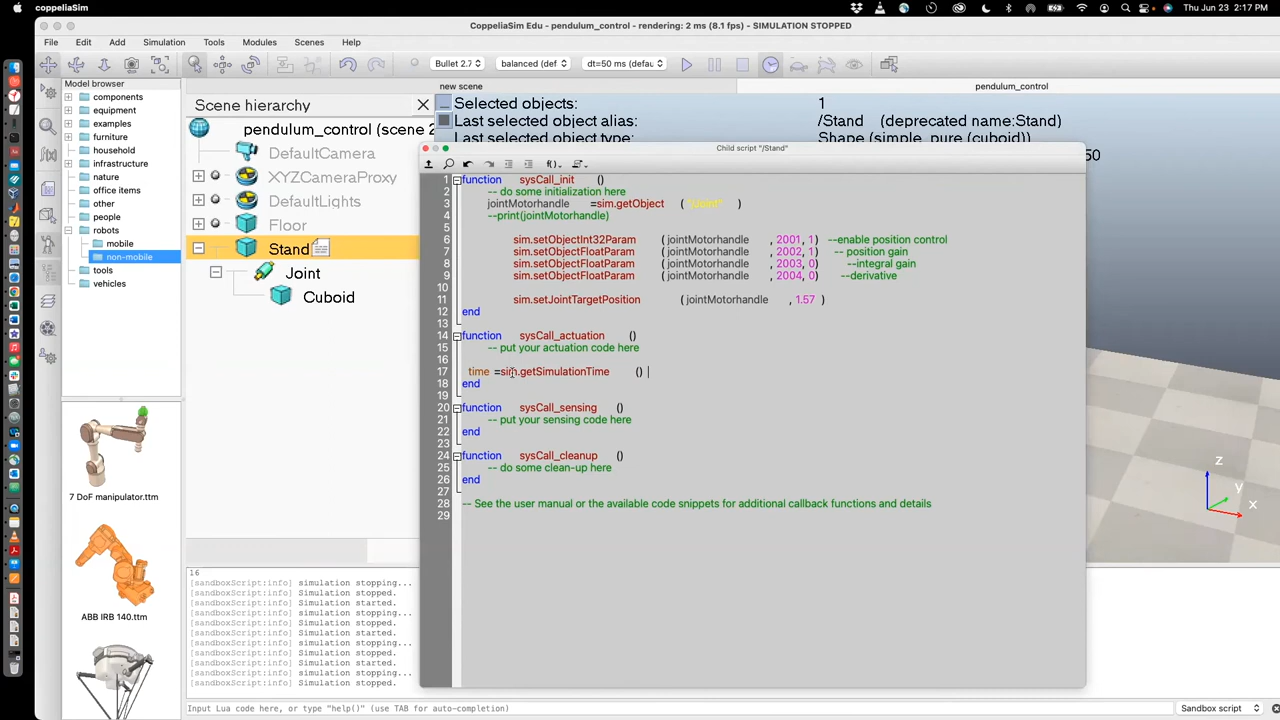 coppeliaSim
Thu Jun 23 2:17 PM
CoppeliaSim Edu - pendulum_control - rendering: 2 ms (8.1 fps) - SIMULATION STOPPED
File Edit Add Simulation Tools Modules Scenes Help
Bullet 2.7 balanced (def dt=50 ms (defau
Model browser
components
equipment
examples
furniture
household
infrastructure
nature
office items
other
people
robots
mobile
non-mobile
tools
vehicles
7 DoF manipulator.ttm
ABB IRB 140.ttm
Scene hierarchy
pendulum_control (scene 2
DefaultCamera
XYZCameraProxy
DefaultLights
Floor
Stand
Joint
Cuboid
new scene
pendulum_control
Selected objects: 1
Last selected object alias: /Stand (deprecated name:Stand)
Last selected object type: Shape (simple, pure (cuboid))
50
Child script "/Stand"
f()
1 function sysCall_init ()
2 -- do some initialization here
3 jointMotorhandle =sim.getObject ( "/Joint" )
4 --print(jointMotorhandle)
5
6 sim.setObjectInt32Param ( jointMotorhandle , 2001, 1) --enable position control
7 sim.setObjectFloatParam ( jointMotorhandle , 2002, 1) -- position gain
8 sim.setObjectFloatParam ( jointMotorhandle , 2003, 0) --integral gain
9 sim.setObjectFloatParam ( jointMotorhandle , 2004, 0) --derivative
10
11 sim.setJointTargetPosition ( jointMotorhandle , 1.57 )
12 end
13
14 function sysCall_actuation ()
15 -- put your actuation code here
16
17 time =sim.getSimulationTime ()
18 end
19
20 function sysCall_sensing ()
21 -- put your sensing code here
22 end
23
24 function sysCall_cleanup ()
25 -- do some clean-up here
26 end
27
28 -- See the user manual or the available code snippets for additional callback functions and details
29
z
y
x
16
[sandboxScript:info] simulation stopping...
[sandboxScript:info] Simulation stopped.
[sandboxScript:info] Simulation started.
[sandboxScript:info] simulation stopping...
[sandboxScript:info] Simulation stopped.
[sandboxScript:info] Simulation started.
[sandboxScript:info] simulation stopping...
[sandboxScript:info] Simulation stopped.
[sandboxScript:info] Simulation started.
[sandboxScript:info] simulation stopping...
[sandboxScript:info] Simulation stopped.
Input Lua code here, or type "help()" (use TAB for auto-completion)
Sandbox script